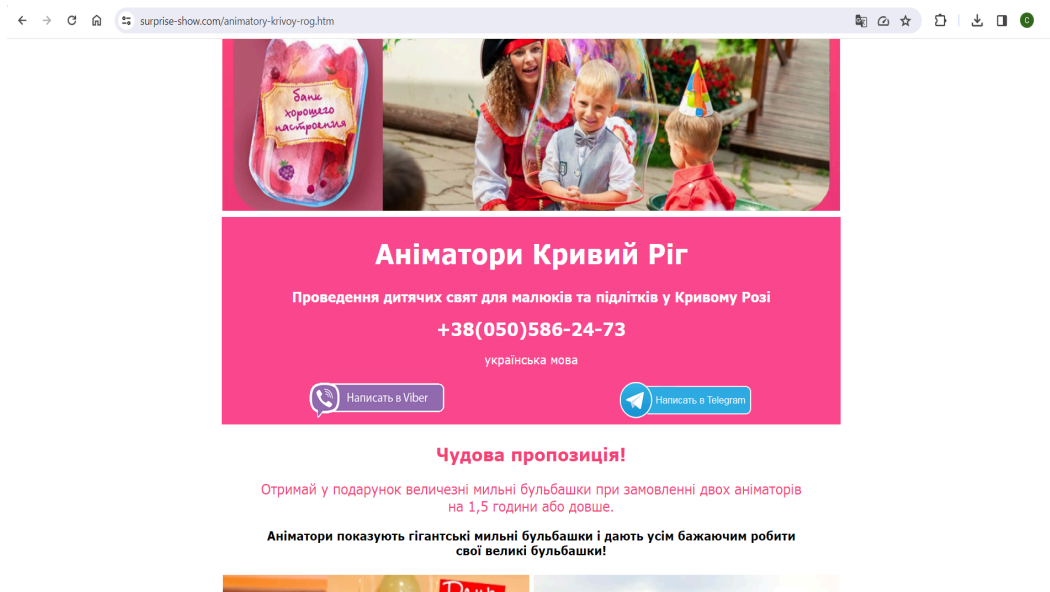 surprise-show.com/animatory-krivoy-rog.htm
C
банк
хорошего
настроения
Аніматори Кривий Ріг
Проведення дитячих свят для малюків та підлітків у Кривому Розі
+38(050)586-24-73
українська мова
Написать в Viber
Написать в Telegram
Чудова пропозиція!
Отримай у подарунок величезні мильні бульбашки при замовленні двох аніматорів
на 1,5 години або довше.
Аніматори показують гігантські мильні бульбашки і дають усім бажаючим робити
свої великі бульбашки!